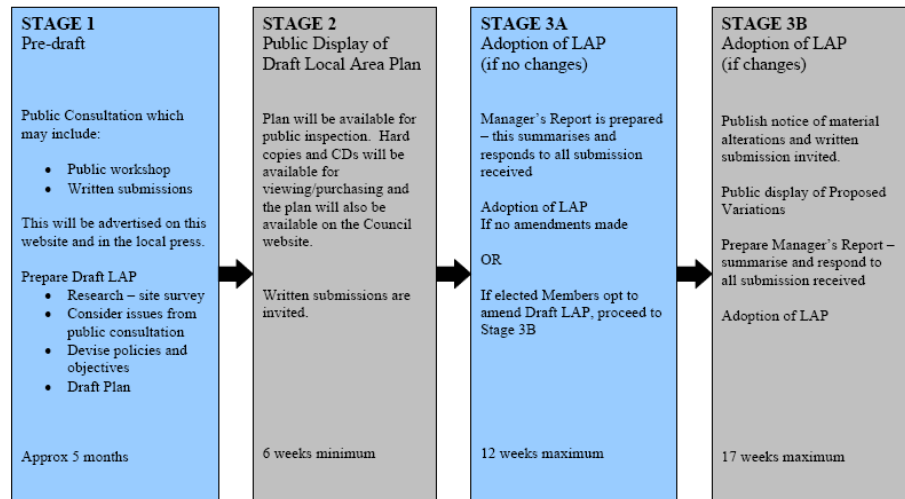 STAGE 1
Pre-draft
Public Consultation which
may include:
• Public workshop
• Written submissions
This will be advertised on this
website and in the local press.
Prepare Draft LAP
• Research – site survey
• Consider issues from
public consultation
• Devise policies and
objectives
• Draft Plan
Approx 5 months
STAGE 2
Public Display of
Draft Local Area Plan
Plan will be available for
public inspection. Hard
copies and CDs will be
available for
viewing/purchasing and
the plan will also be
available on the Council
website.
Written submissions are
invited.
6 weeks minimum
STAGE 3A
Adoption of LAP
(if no changes)
Manager's Report is prepared
– this summarises and
responds to all submission
received
Adoption of LAP
If no amendments made
OR
If elected Members opt to
amend Draft LAP, proceed to
Stage 3B
12 weeks maximum
STAGE 3B
Adoption of LAP
(if changes)
Publish notice of material
alterations and written
submission invited.
Public display of Proposed
Variations
Prepare Manager's Report –
summarise and respond to
all submission received
Adoption of LAP
17 weeks maximum